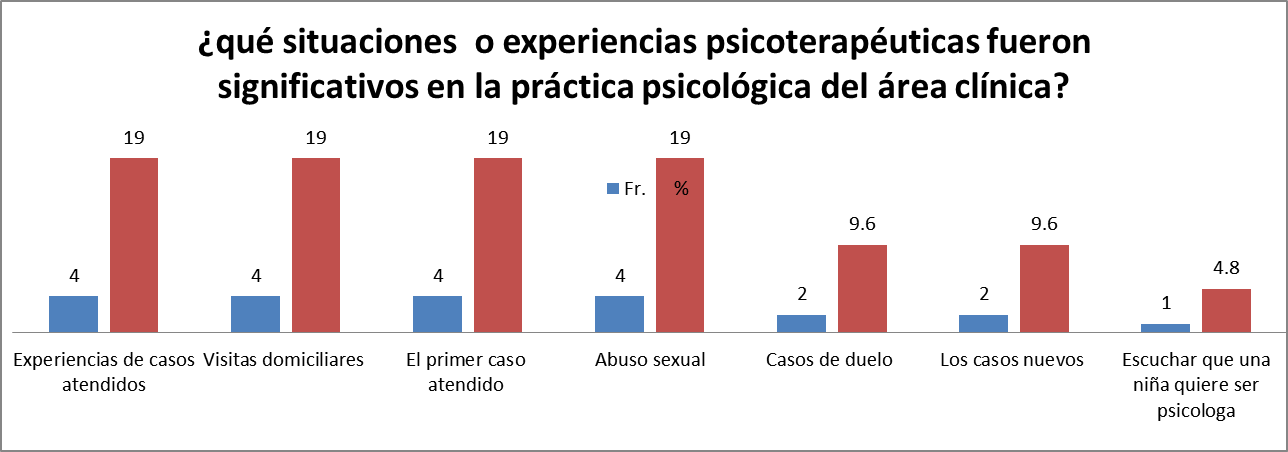 ¿qué situaciones  o experiencias psicoterapéuticas fueron
significativos en la práctica psicológica del área clínica?
19 19 19 19
Fr. %
9.6 9.6
4 4 4 4
4.8
2 2
1
Experiencias de casos
atendidos
Visitas domiciliares
El primer caso
atendido
Abuso sexual
Casos de duelo
Los casos nuevos
Escuchar que una
niña quiere ser
psicologa